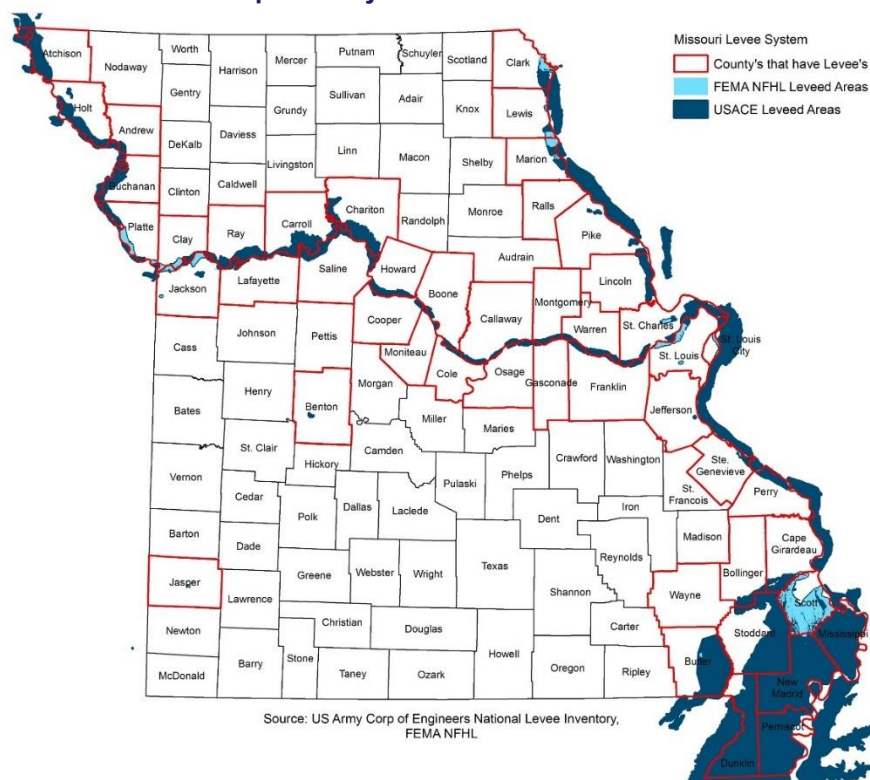 Missouri Levee System
County's that have Levee's
FEMA NFHL Leveed Areas
USACE Leveed Areas
Atchison
Nodaway
Worth
Harrison
Mercer
Putnam
Schuyler
Scotland
Clark
Holt
Gentry
Sullivan
Adair
Knox
Lewis
Grundy
Andrew
DeKalb
Daviess
Livingston
Linn
Macon
Shelby
Marion
Buchanan
Clinton
Caldwell
Chariton
Randolph
Monroe
Ralls
Platte
Clay
Ray
Carroll
Pike
Audrain
Jackson
Lafayette
Saline
Howard
Boone
Callaway
Montgomery
Lincoln
Warren
St. Charles
St. Louis
St. Louis
City
Cass
Johnson
Pettis
Cooper
Moniteau
Cole
Osage
Gasconade
Franklin
Jefferson
Bates
Henry
Benton
Morgan
Miller
Maries
St. Clair
Hickory
Camden
Pulaski
Phelps
Crawford
Washington
Ste.
Genevieve
St.
Francois
Perry
Vernon
Cedar
Polk
Dallas
Laclede
Dent
Iron
Madison
Cape
Girardeau
Barton
Dade
Reynolds
Bollinger
Jasper
Greene
Webster
Wright
Texas
Shannon
Wayne
Scott
Lawrence
Christian
Douglas
Carter
Stoddard
Mississippi
Newton
Howell
Butler
McDonald
Barry
Stone
Taney
Ozark
Oregon
Ripley
New
Madrid
Pemiscot
Dunklin
Source: US Army Corp of Engineers National Levee Inventory,
FEMA NFHL